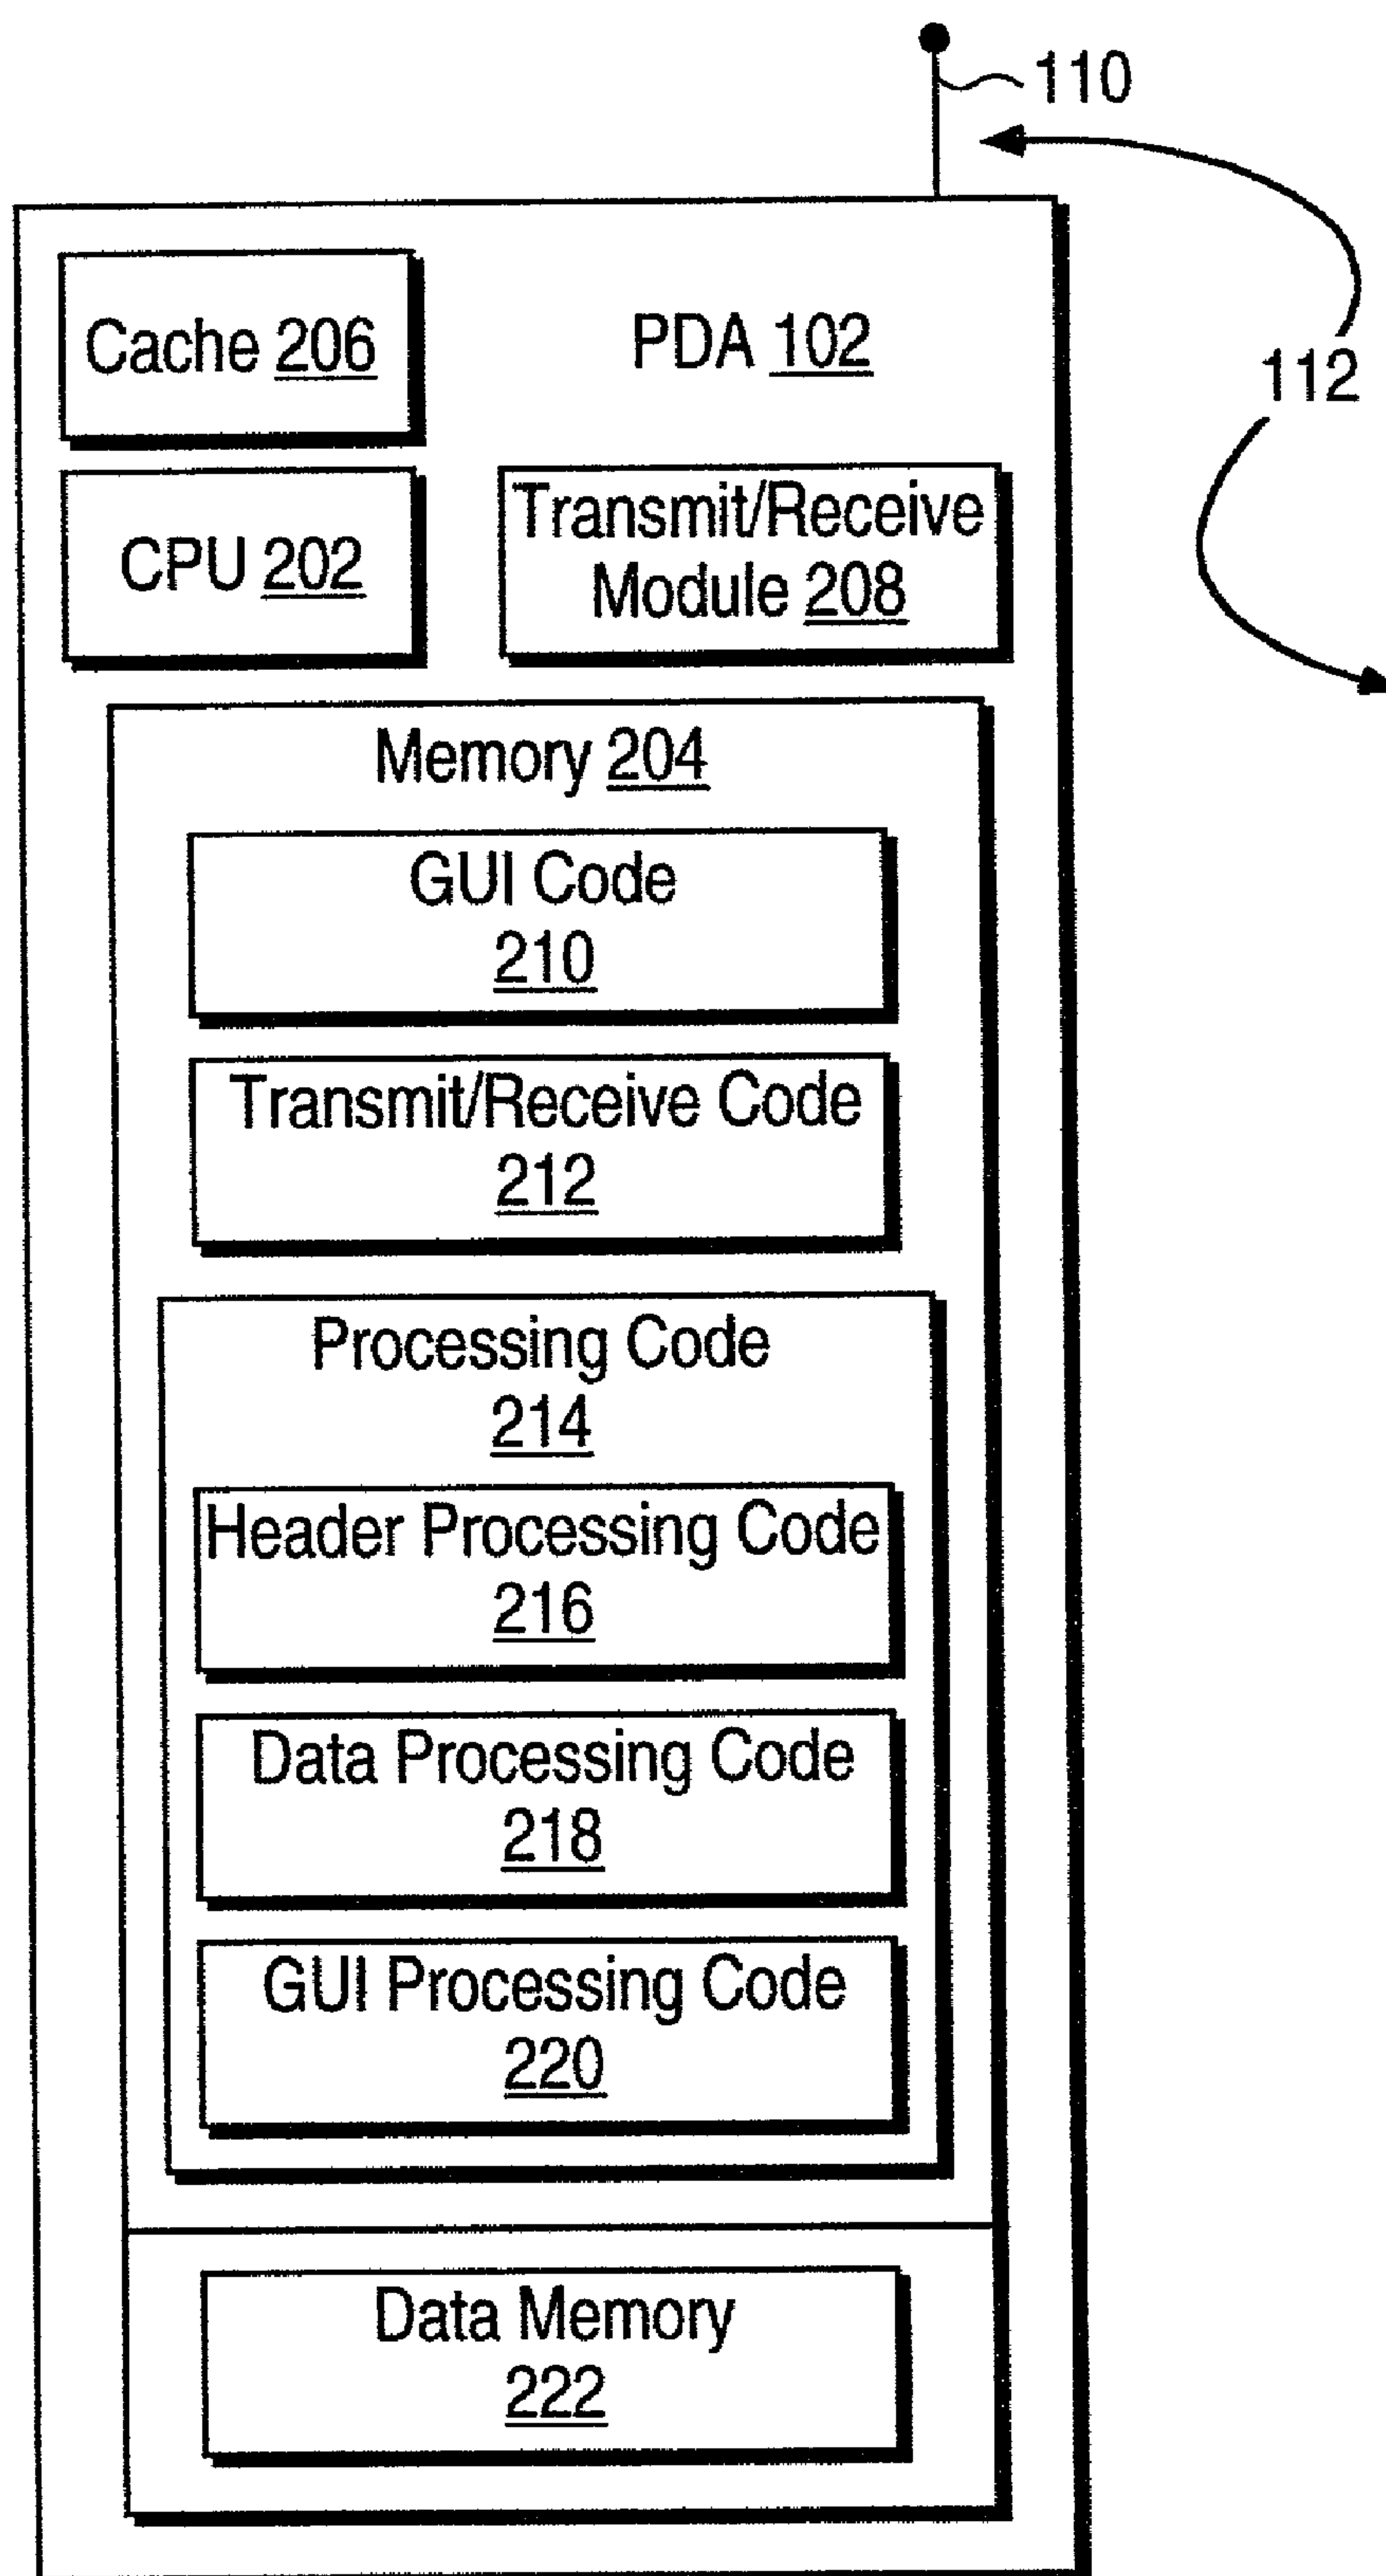 110
112
Cache 206
PDA 102
CPU 202
Transmit/Receive
Module 208
Memory 204
GUI Code
210
Transmit/Receive Code
212
Processing Code
214
Header Processing Code
216
Data Processing Code
218
GUI Processing Code
220
Data Memory
222